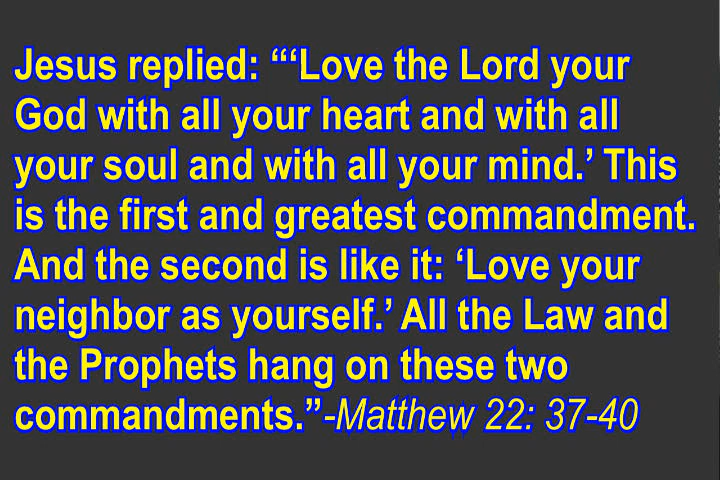 Jesus replied: “‘Love the Lord your
God with all your heart and with all
your soul and with all your mind.’ This
is the first and greatest commandment.
And the second is like it: ‘Love your
neighbor as yourself.’ All the Law and
the Prophets hang on these two
commandments.”-Matthew 22: 37-40